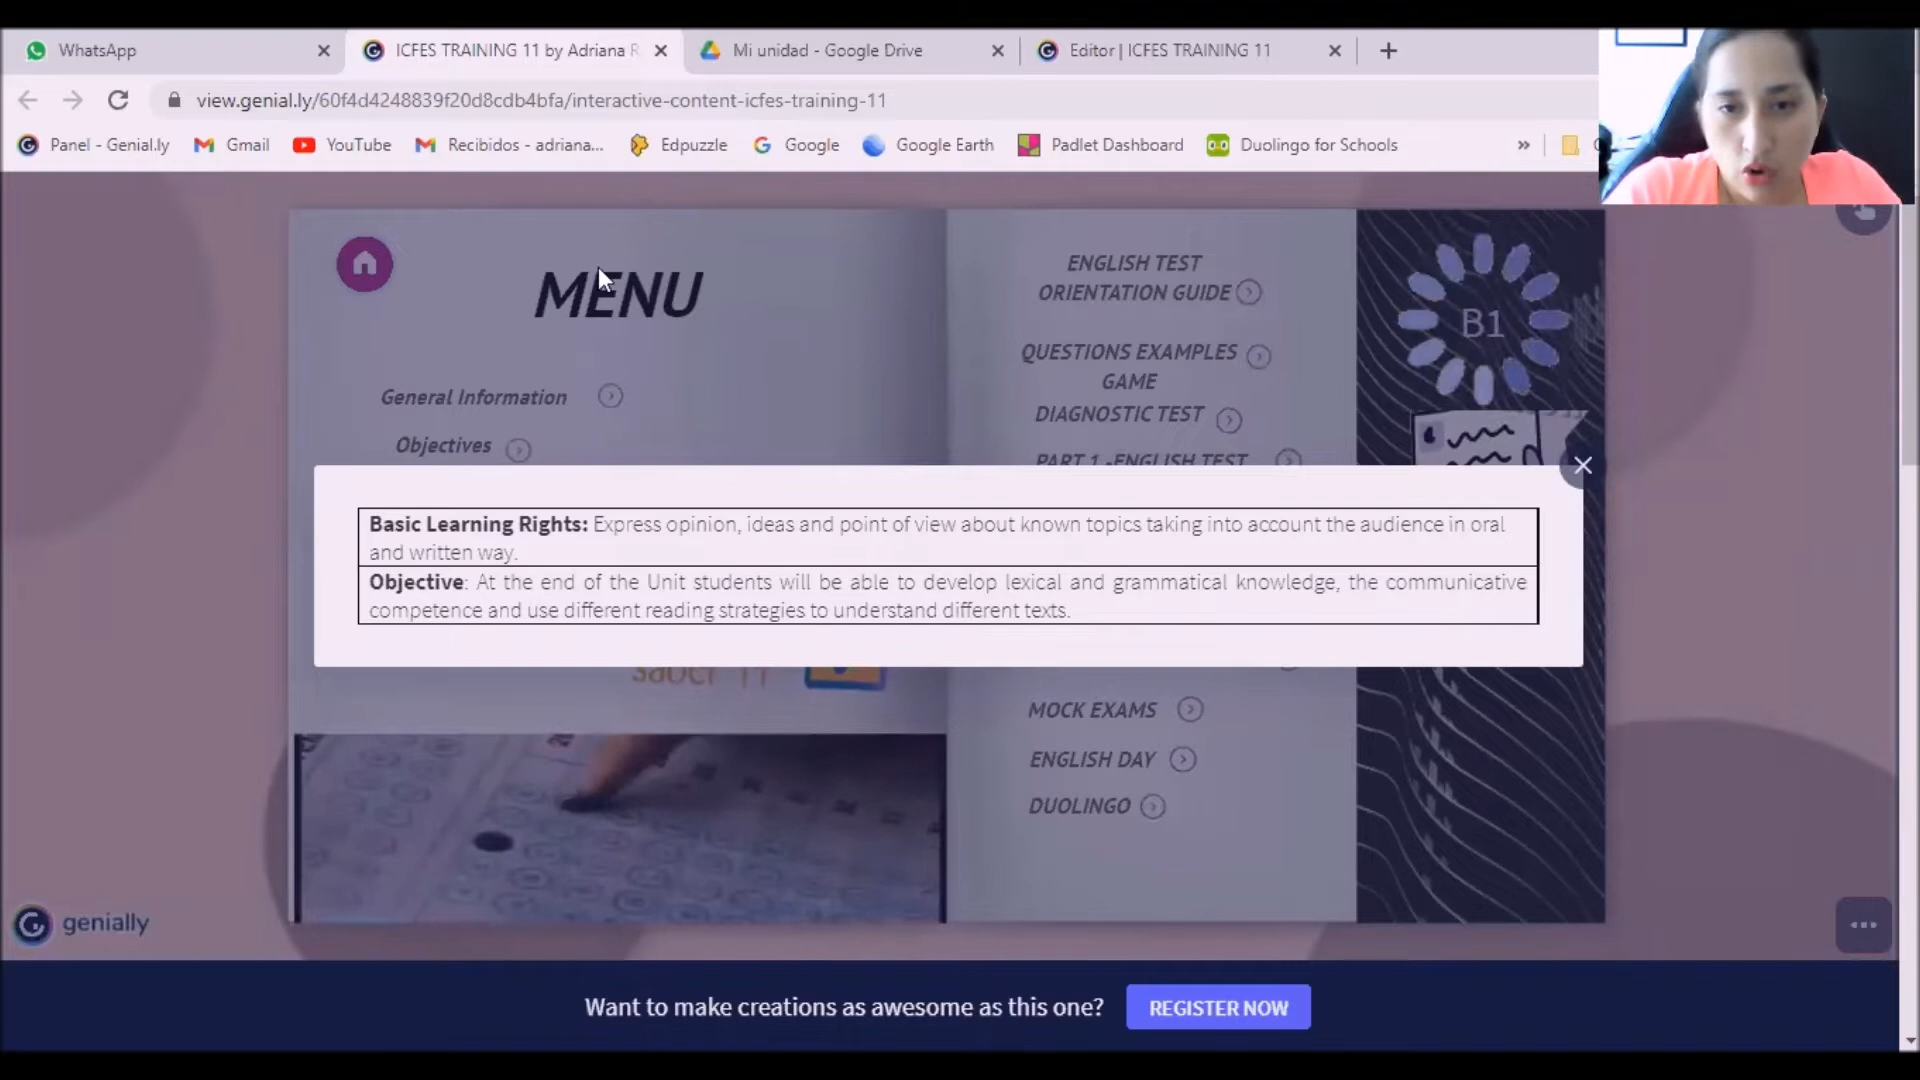 WhatsApp
ICFES TRAINING 11 by Adriana R
Mi unidad - Google Drive
Editor | ICFES TRAINING 11
view.genial.ly/60f4d4248839f20d8cdb4bfa/interactive-content-icfes-training-11
Panel - Genial.ly
Gmail
YouTube
Recibidos - adriana...
Edpuzzle
Google
Google Earth
Padlet Dashboard
Duolingo for Schools
»
MENU
General Information
Objectives
ENGLISH TEST
ORIENTATION GUIDE
QUESTIONS EXAMPLES
GAME
DIAGNOSTIC TEST
PART 1 -ENGLISH TEST
B1
Basic Learning Rights: Express opinion, ideas and point of view about known topics taking into account the audience in oral
and written way.
Objective: At the end of the Unit students will be able to develop lexical and grammatical knowledge, the communicative
competence and use different reading strategies to understand different texts.
saber 11
MOCK EXAMS
ENGLISH DAY
DUOLINGO
genially
Want to make creations as awesome as this one?
REGISTER NOW